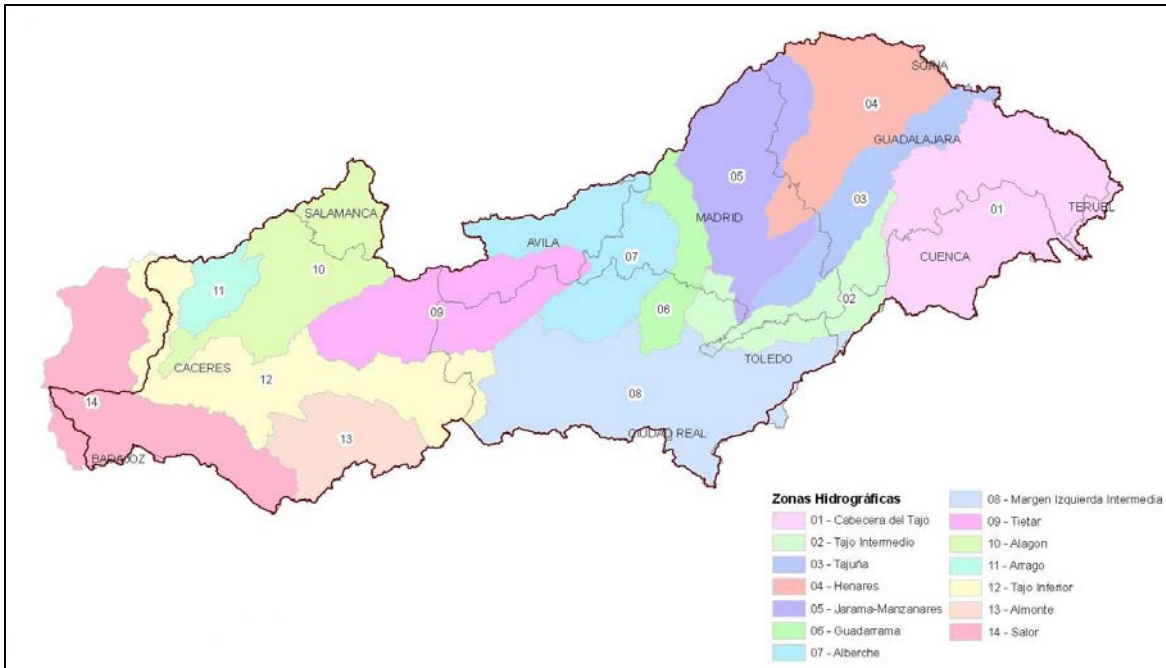 SORIA
04
GUADALAJARA
05
SALAMANCA
03
01
TERUEL
MADRID
AVILA
07
CUENCA
10
11
02
09
06
TOLEDO
CACERES
12
08
14
13
CIUDAD REAL
BADAJOZ
Zonas Hidrográficas
01 - Cabecera del Tajo
02 - Tajo Intermedio
03 - Tajuña
04 - Henares
05 - Jarama-Manzanares
06 - Guadarrama
07 - Alberche
08 - Margen Izquierda Intermedia
09 - Tietar
10 - Alagon
11 - Arrago
12 - Tajo Inferior
13 - Almonte
14 - Salor